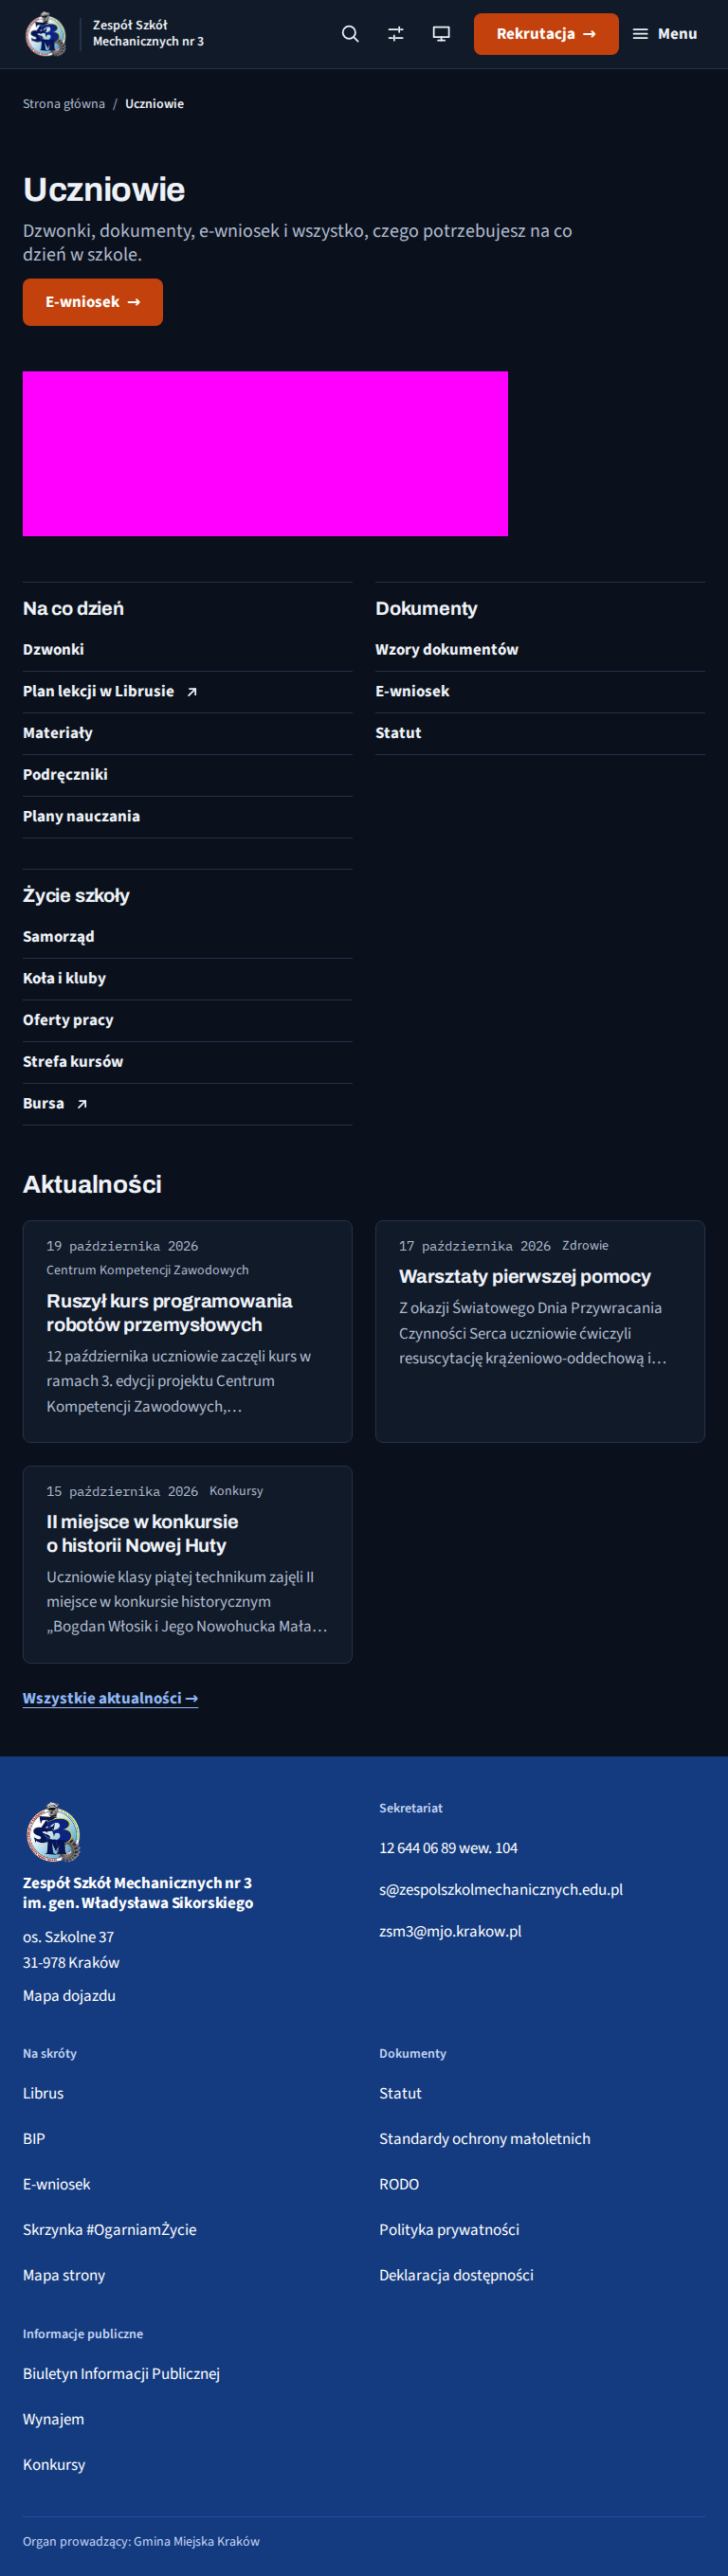 Zespół Szkół
Mechanicznych nr 3
Rekrutacja →
Menu
Strona główna / Uczniowie
Uczniowie
Dzwonki, dokumenty, e-wniosek i wszystko, czego potrzebujesz na co
dzień w szkole.
E-wniosek →
Na co dzień
Dzwonki
Plan lekcji w Librusie ↗
Materiały
Podręczniki
Plany nauczania
Dokumenty
Wzory dokumentów
E-wniosek
Statut
Życie szkoły
Samorząd
Koła i kluby
Oferty pracy
Strefa kursów
Bursa ↗
Aktualności
19 października 2026
Centrum Kompetencji Zawodowych
Ruszył kurs programowania
robotów przemysłowych
12 października uczniowie zaczęli kurs w
ramach 3. edycji projektu Centrum
Kompetencji Zawodowych,…
17 października 2026 Zdrowie
Warsztaty pierwszej pomocy
Z okazji Światowego Dnia Przywracania
Czynności Serca uczniowie ćwiczyli
resuscytację krążeniowo-oddechową i…
15 października 2026 Konkursy
II miejsce w konkursie
o historii Nowej Huty
Uczniowie klasy piątej technikum zajęli II
miejsce w konkursie historycznym
„Bogdan Włosik i Jego Nowohucka Mała…
Wszystkie aktualności →
Zespół Szkół Mechanicznych nr 3
im. gen. Władysława Sikorskiego
os. Szkolne 37
31-978 Kraków
Mapa dojazdu
Sekretariat
12 644 06 89 wew. 104
s@zespolszkolmechanicznych.edu.pl
zsm3@mjo.krakow.pl
Na skróty
Librus
BIP
E-wniosek
Skrzynka #OgarniamŻycie
Mapa strony
Dokumenty
Statut
Standardy ochrony małoletnich
RODO
Polityka prywatności
Deklaracja dostępności
Informacje publiczne
Biuletyn Informacji Publicznej
Wynajem
Konkursy
Organ prowadzący: Gmina Miejska Kraków